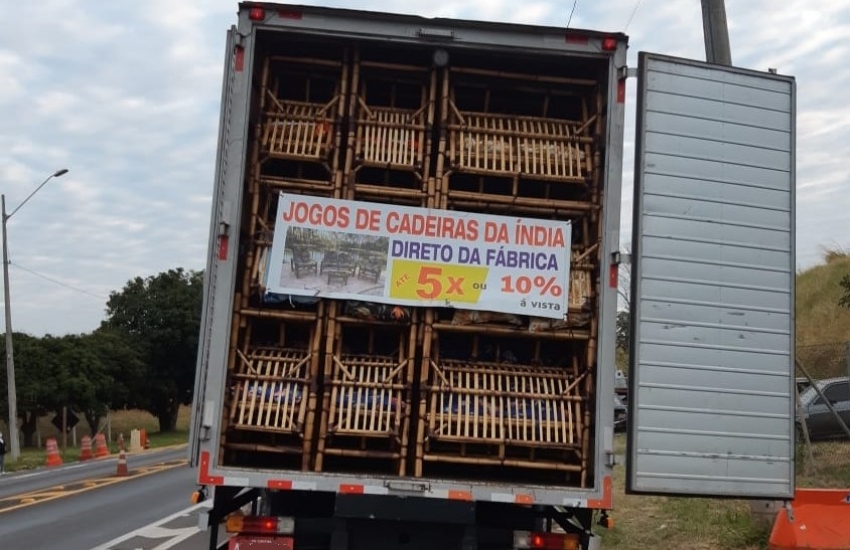 JOGOS DE CADEIRAS DA ÍNDIA
DIRETO DA FÁBRICA
ATÉ 5X ou 10%
á VISTA